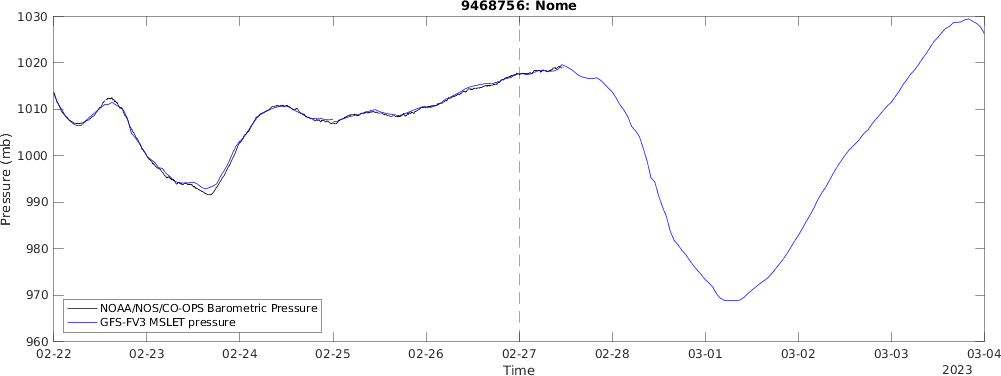 9468756: Nome
1030
1020
1010
1000
990
980
970
960
Pressure (mb)
NOAA/NOS/CO-OPS Barometric Pressure
GFS-FV3 MSLET pressure
02-22 02-23 02-24 02-25 02-26 02-27 02-28 03-01 03-02 03-03 03-04
Time
2023